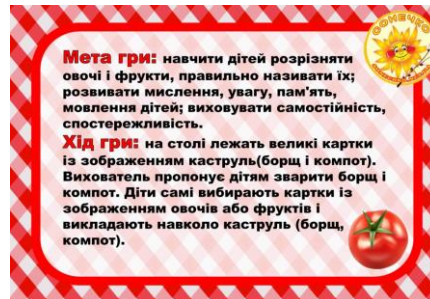 СОНЕЧКО
Мета гри: навчити дітей розрізняти
овочі і фрукти, правильно називати їх;
розвивати мислення, увагу, пам'ять,
мовлення дітей; виховувати самостійність,
спостережливість.
Хід гри: на столі лежать великі картки
із зображенням каструль(борщ і компот).
Вихователь пропонує дітям зварити борщ і
компот. Діти самі вибирають картки із
зображенням овочів або фруктів і
викладають навколо каструль (борщ,
компот).